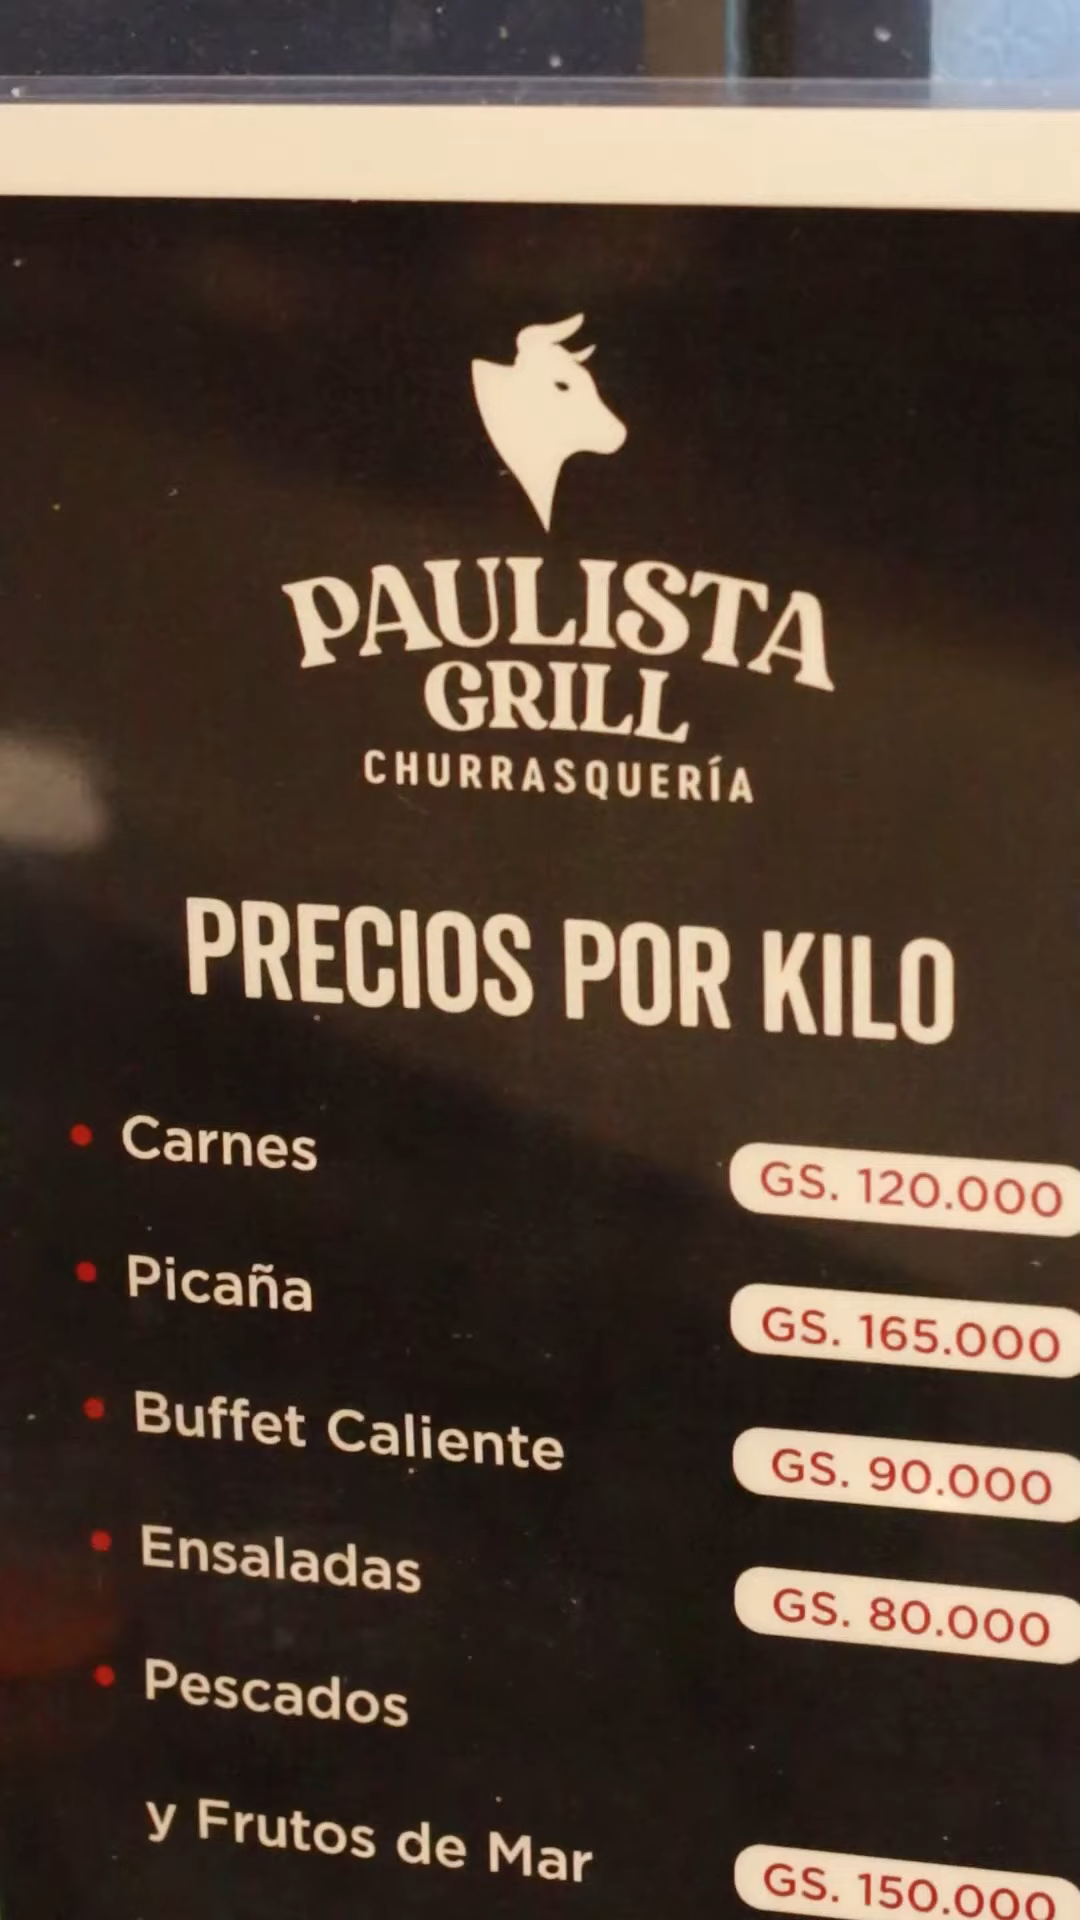 PAULISTA
GRILL
CHURRASQUERÍA
PRECIOS POR KILO
Carnes GS. 120.000
Picaña GS. 165.000
Buffet Caliente GS. 90.000
Ensaladas GS. 80.000
Pescados
y Frutos de Mar GS. 150.000